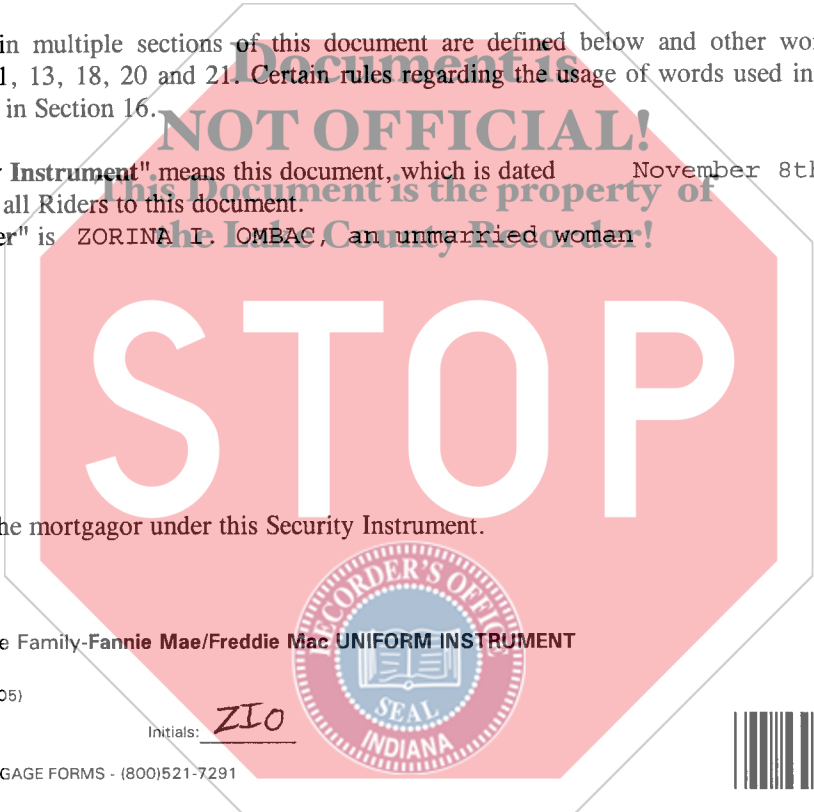 in multiple sections of this document are defined below and other wor
1, 13, 18, 20 and 21. Certain rules regarding the usage of words used in
in Section 16.
Document is
NOT OFFICIAL!
This Document is the property of
the Lake County Recorder!
Instrument" means this document, which is dated November 8th
all Riders to this document.
er" is ZORINA I. OMBAC, an unmarried woman
STOP
he mortgagor under this Security Instrument.
RECORDER'S OFFICE
SEAL
INDIANA
e Family-Fannie Mae/Freddie Mac UNIFORM INSTRUMENT
05)
Initials: ZIO
GAGE FORMS - (800)521-7291